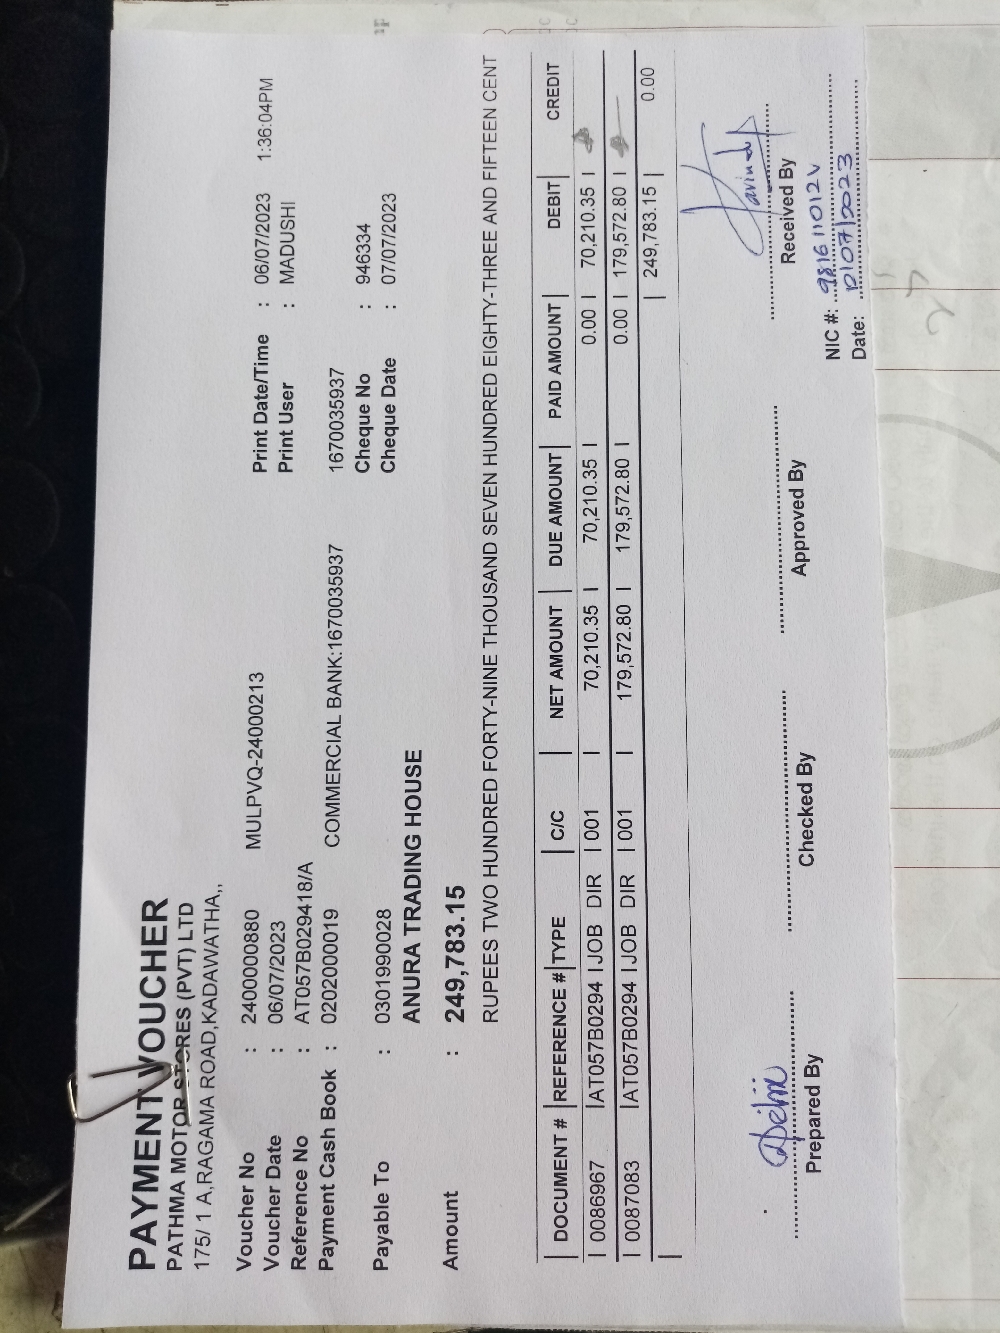 PAYMENT VOUCHER
PATHMA MOTOR STORES (PVT) LTD
175/ 1 A,RAGAMA ROAD,KADAWATHA,,
Voucher No : 2400000880 MULPVQ-24000213 Print Date/Time : 06/07/2023 1:36:04PM
Voucher Date : 06/07/2023 Print User : MADUSHI
Reference No : AT057B029418/A
Payment Cash Book : 0202000019 COMMERCIAL BANK:1670035937 1670035937
Cheque No : 946334
Payable To : 0301990028 Cheque Date : 07/07/2023
ANURA TRADING HOUSE
Amount : 249,783.15
RUPEES TWO HUNDRED FORTY-NINE THOUSAND SEVEN HUNDRED EIGHTY-THREE AND FIFTEEN CENT
DOCUMENT # REFERENCE # TYPE C/C NET AMOUNT DUE AMOUNT PAID AMOUNT DEBIT CREDIT
0086967 AT057B0294 JOB DIR 001 70,210.35 70,210.35 0.00 70,210.35
0087083 AT057B0294 JOB DIR 001 179,572.80 179,572.80 0.00 179,572.80
249,783.15 0.00
Prepared By Checked By Approved By Received By
NIC #: 981611012V
Date: 10/07/2023